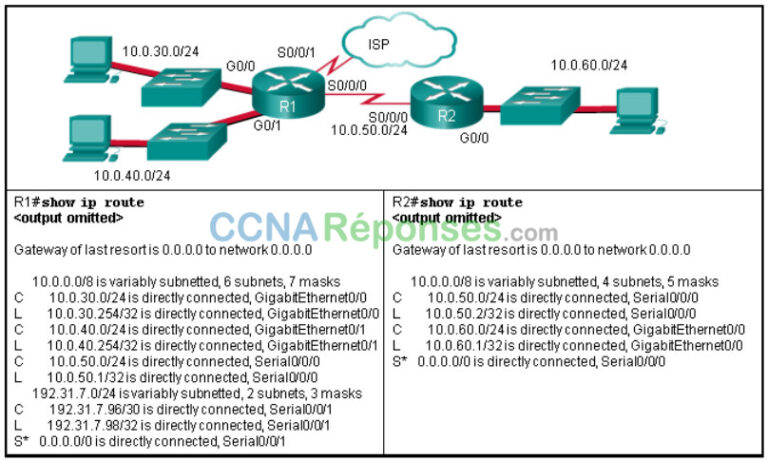 10.0.30.0/24
G0/0
S0/0/1
ISP
10.0.60.0/24
S0/0/0
R1
G0/1
S0/0/0
R2
10.0.50.0/24
G0/0
10.0.40.0/24
R1#show ip route
<output omitted>
Gateway of last resort is 0.0.0.0 to network 0.0.0.0
10.0.0.0/8 is variably subnetted, 6 subnets, 7 masks
C 10.0.30.0/24 is directly connected, GigabitEthernet0/0
L 10.0.30.254/32 is directly connected, GigabitEthernet0/0
C 10.0.40.0/24 is directly connected, GigabitEthernet0/1
L 10.0.40.254/32 is directly connected, GigabitEthernet0/1
C 10.0.50.0/24 is directly connected, Serial0/0/0
L 10.0.50.1/32 is directly connected, Serial0/0/0
192.31.7.0/24 is variably subnetted, 2 subnets, 3 masks
C 192.31.7.96/30 is directly connected, Serial0/0/1
L 192.31.7.98/32 is directly connected, Serial0/0/1
S* 0.0.0.0/0 is directly connected, Serial0/0/1
R2#show ip route
<output omitted>
Gateway of last resort is 0.0.0.0 to network 0.0.0.0
10.0.0.0/8 is variably subnetted, 4 subnets, 5 masks
C 10.0.50.0/24 is directly connected, Serial0/0/0
L 10.0.50.2/32 is directly connected, Serial0/0/0
C 10.0.60.0/24 is directly connected, GigabitEthernet0/0
L 10.0.60.1/32 is directly connected, GigabitEthernet0/0
S* 0.0.0.0/0 is directly connected, Serial0/0/0
CCNARéponses.com